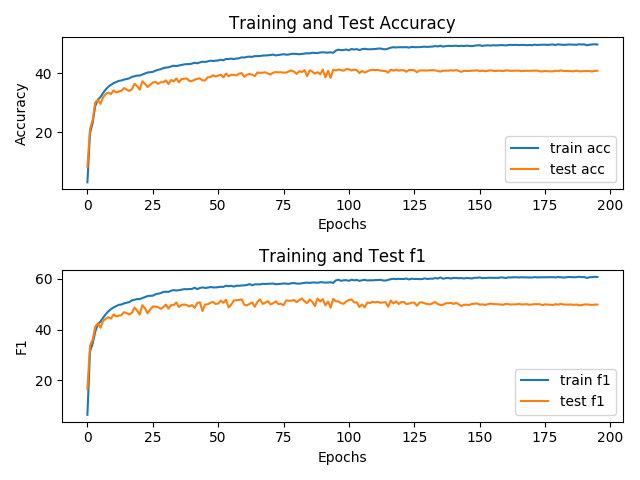 Training and Test Accuracy
Accuracy
40
20
train acc
test acc
0 25 50 75 100 125 150 175 200
Epochs
Training and Test f1
F1
60
40
20
train f1
test f1
0 25 50 75 100 125 150 175 200
Epochs